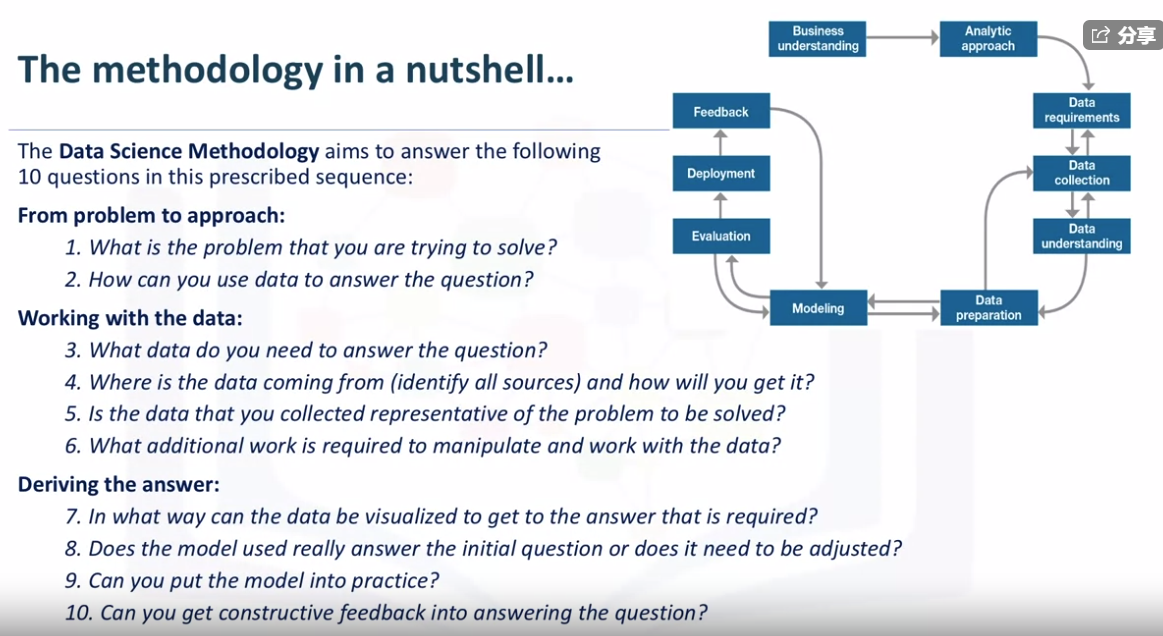 The methodology in a nutshell...
The Data Science Methodology aims to answer the following
10 questions in this prescribed sequence:
From problem to approach:
1. What is the problem that you are trying to solve?
2. How can you use data to answer the question?
Working with the data:
3. What data do you need to answer the question?
4. Where is the data coming from (identify all sources) and how will you get it?
5. Is the data that you collected representative of the problem to be solved?
6. What additional work is required to manipulate and work with the data?
Deriving the answer:
7. In what way can the data be visualized to get to the answer that is required?
8. Does the model used really answer the initial question or does it need to be adjusted?
9. Can you put the model into practice?
10. Can you get constructive feedback into answering the question?
Business
understanding
Analytic
approach
分享
Data
requirements
Data
collection
Data
understanding
Data
preparation
Modeling
Evaluation
Deployment
Feedback